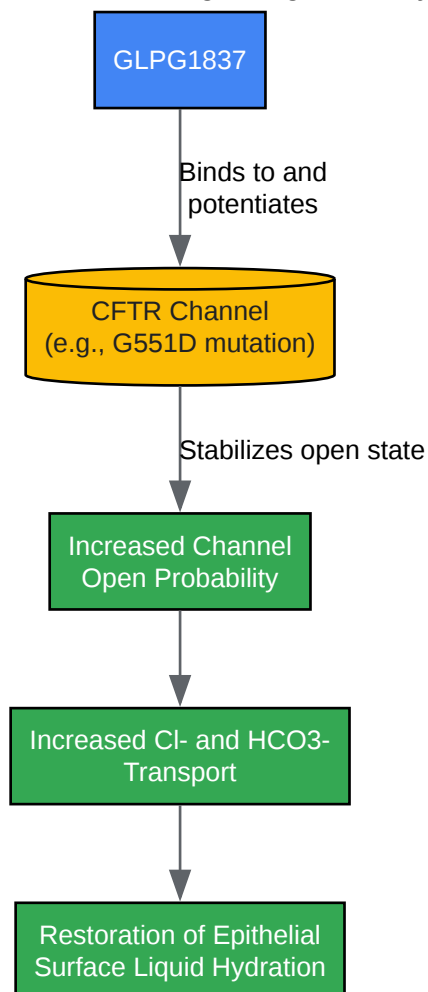 GLPG1837
Binds to and
potentiates
CFTR Channel
(e.g., G551D mutation)
Stabilizes open state
Increased Channel
Open Probability
Increased Cl- and HCO3-
Transport
Restoration of Epithelial
Surface Liquid Hydration